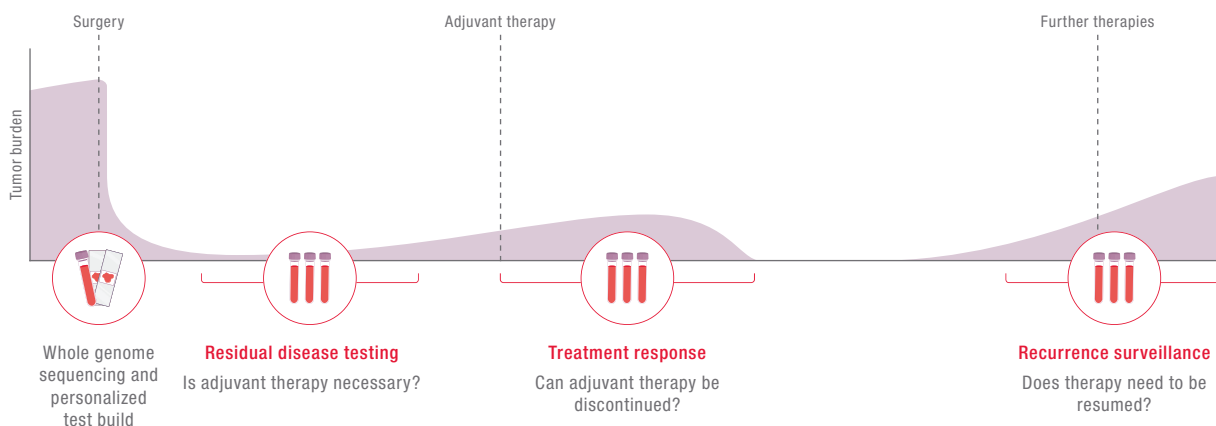 Surgery
Adjuvant therapy
Further therapies
Tumor burden
Whole genome
sequencing and
personalized
test build
Residual disease testing
Is adjuvant therapy necessary?
Treatment response
Can adjuvant therapy be
discontinued?
Recurrence surveillance
Does therapy need to be
resumed?